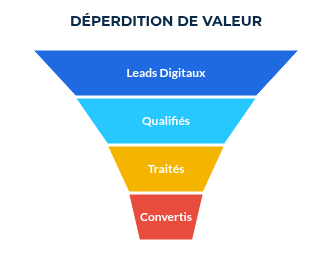 DÉPERDITION DE VALEUR
Leads Digitaux
Qualifiés
Traités
Convertis